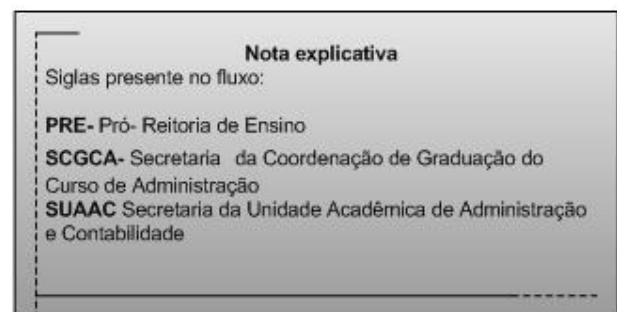 Nota explicativa
Siglas presente no fluxo:
PRE- Pró- Reitoria de Ensino
SCGCA- Secretaria da Coordenação de Graduação do
Curso de Administração
SUAAC Secretaria da Unidade Acadêmica de Administração
e Contabilidade